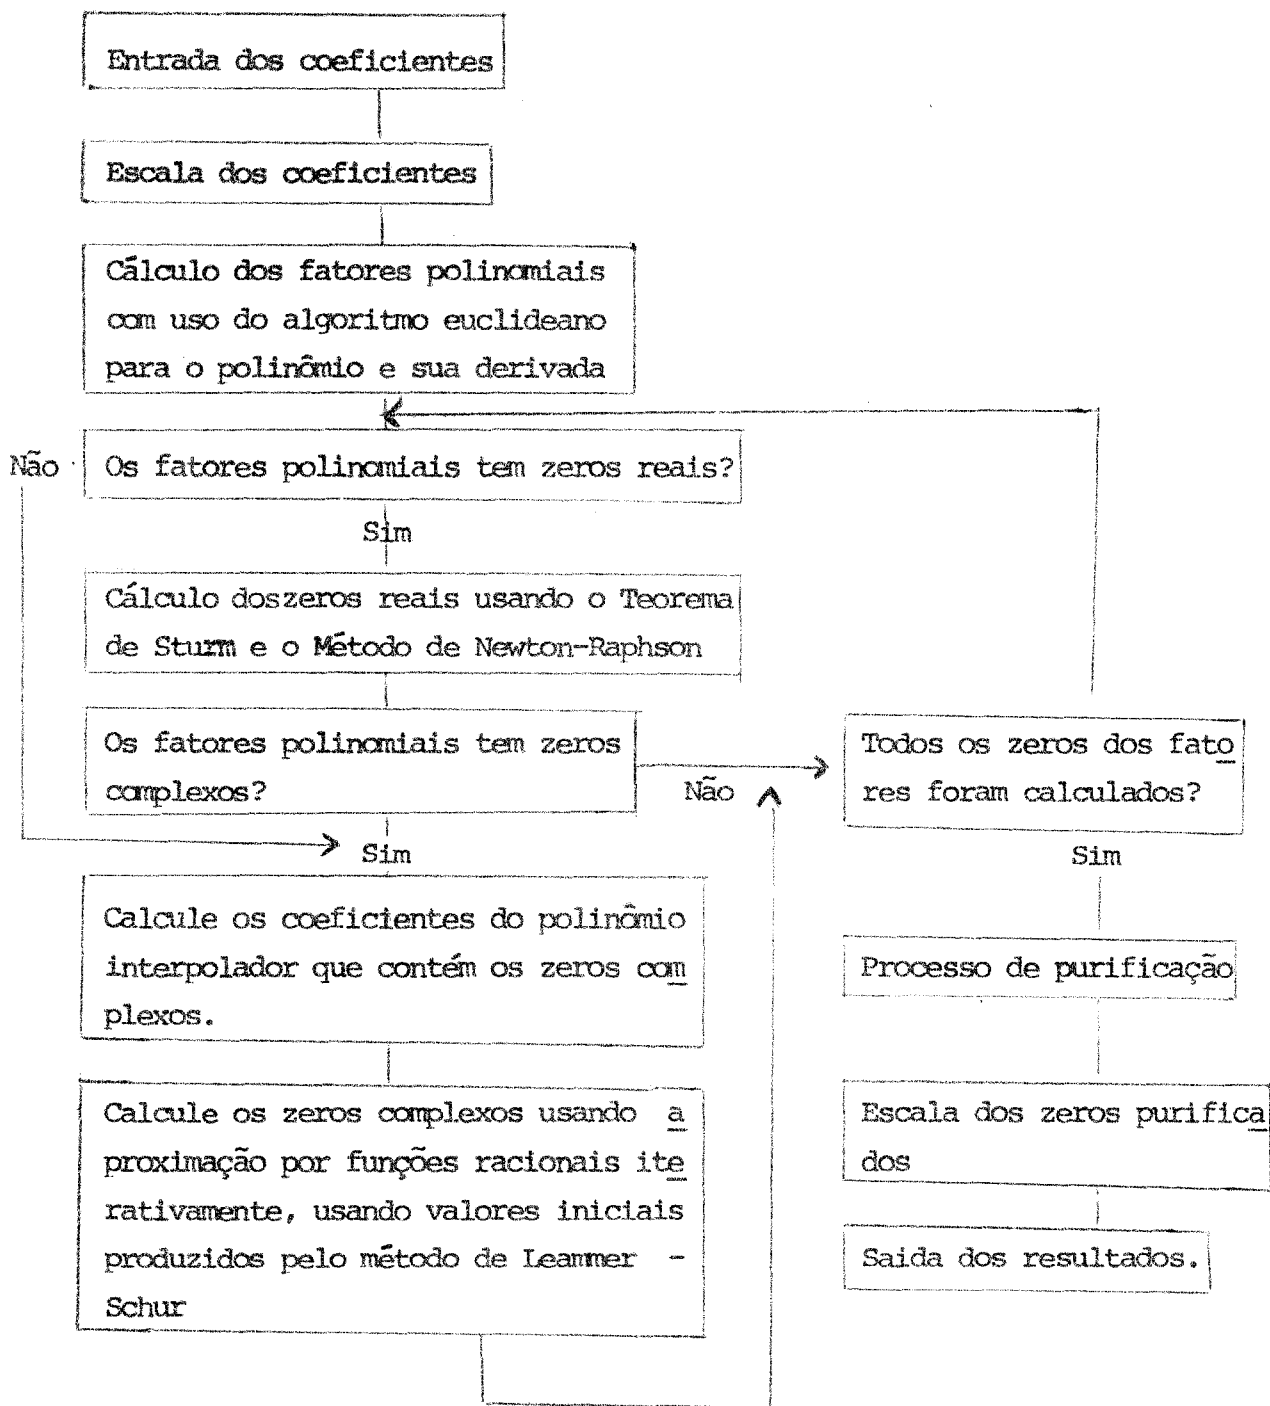 Entrada dos coeficientes
Escala dos coeficientes
Cálculo dos fatores polinomiais
com uso do algoritmo euclideano
para o polinômio e sua derivada
Não
Os fatores polinomiais tem zeros reais?
Sim
Cálculo doszeros reais usando o Teorema
de Sturm e o Método de Newton-Raphson
Os fatores polinomiais tem zeros
complexos?
Não
Sim
Calcule os coeficientes do polinômio
interpolador que contém os zeros com
plexos.
Calcule os zeros complexos usando a
proximação por funções racionais ite
rativamente, usando valores iniciais
produzidos pelo método de Leammer -
Schur
Todos os zeros dos fato
res foram calculados?
Sim
Processo de purificação
Escala dos zeros purifica
dos
Saida dos resultados.